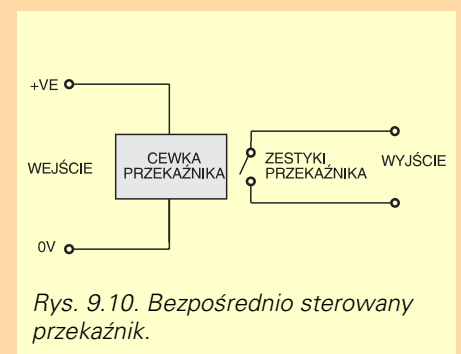 +VE
WEJŚCIE
CEWKA
PRZEKAŹNIKA
ZESTYKI
PRZEKAŹNIKA
WYJŚCIE
0V
Rys. 9.10. Bezpośrednio sterowany
przekaźnik.